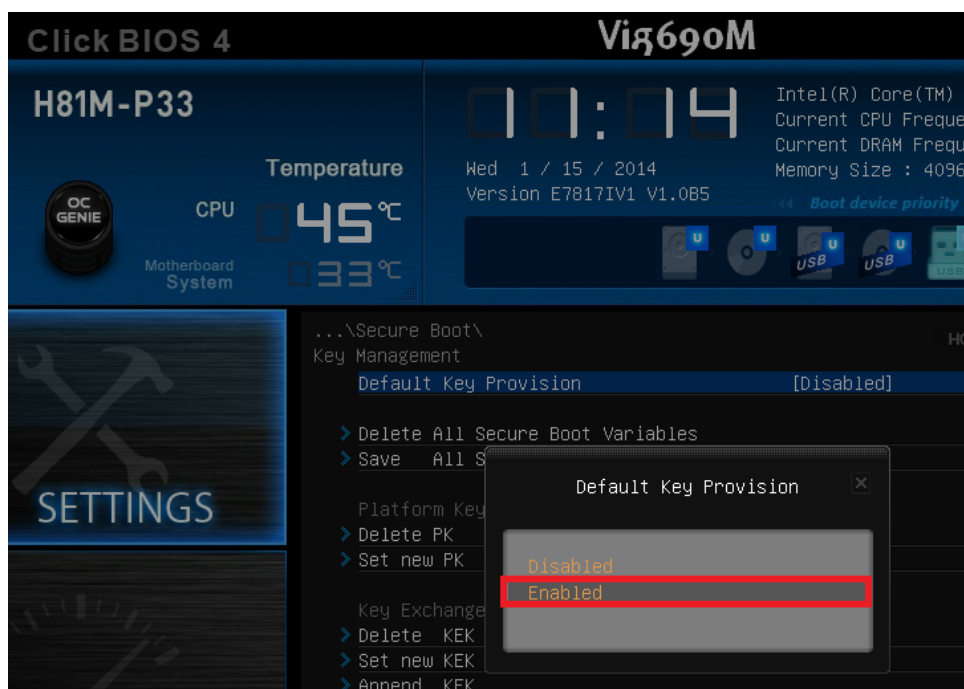 Click BIOS 4
Vig690M
H81M-P33
11:14
Intel(R) Core(TM)
Current CPU Freque
Current DRAM Frequ
Memory Size : 4096
Temperature
Wed 1 / 15 / 2014
Version E7817IV1 V1.0B5
Boot device priority
OC
GENIE
CPU 45°C
Motherboard
System 33°C
U U U U
USB USB USB
...\Secure Boot\
Key Management
HO
Default Key Provision [Disabled]
Delete All Secure Boot Variables
Save All S
Default Key Provision
SETTINGS
Platform Key
Delete PK
Set new PK
Disabled
Enabled
Key Exchange
Delete KEK
Set new KEK
Append KEK